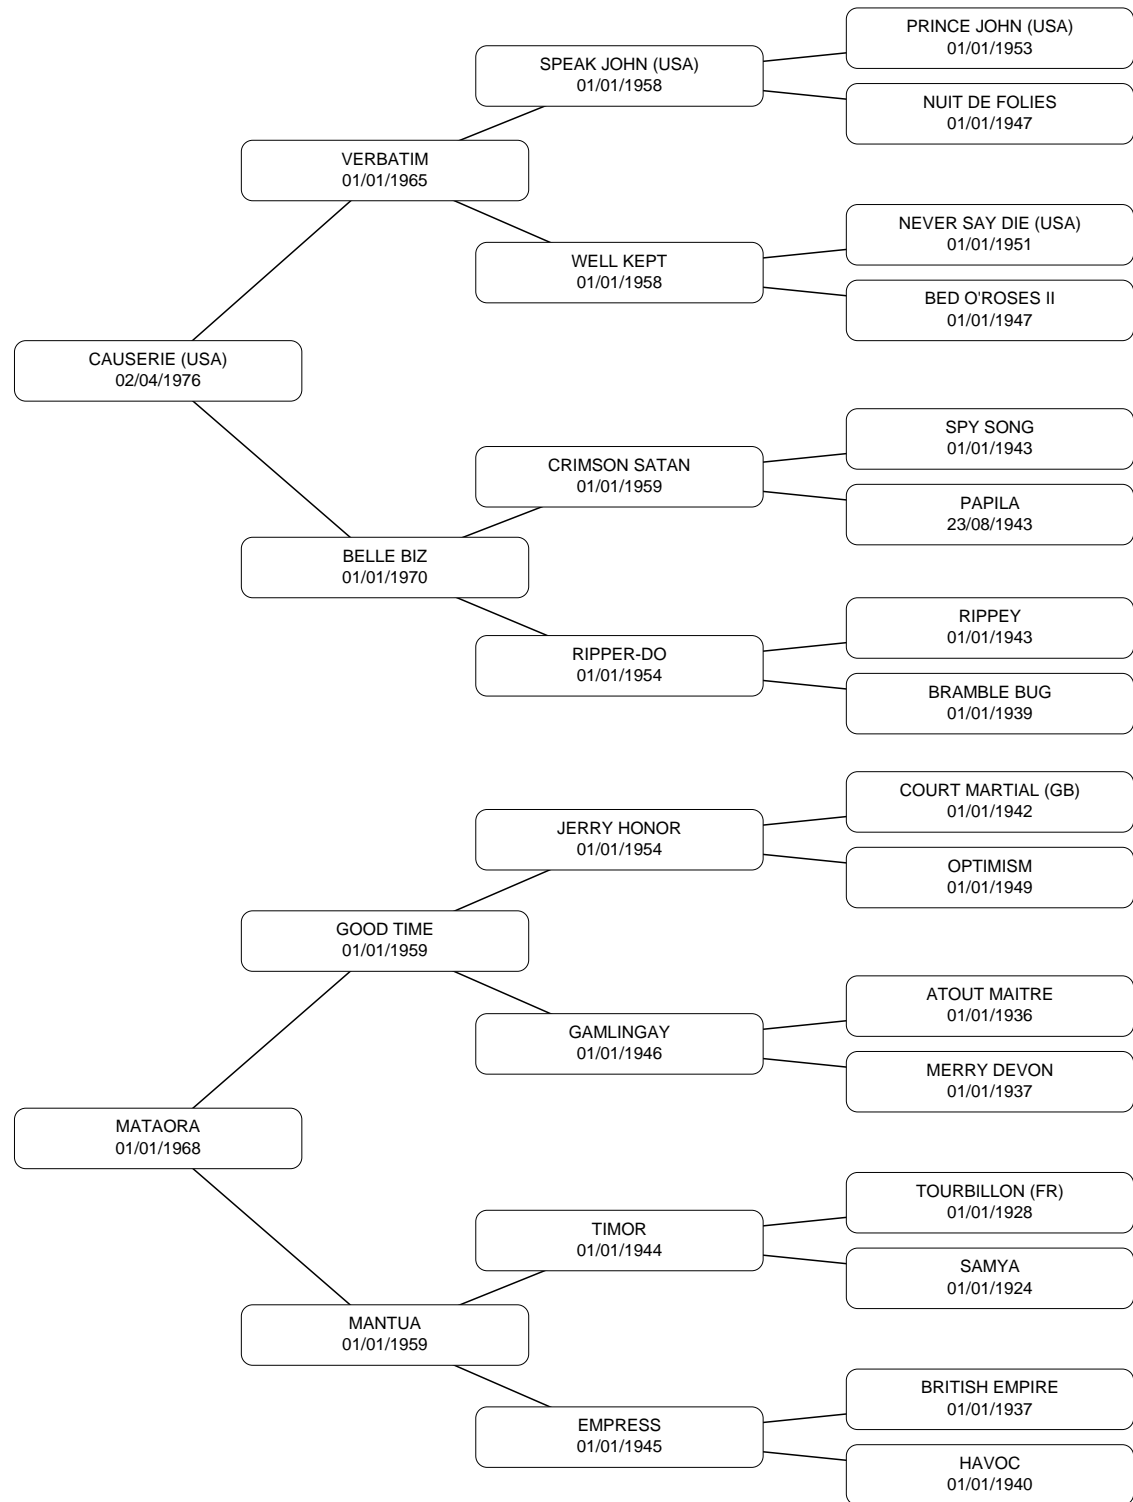 PRINCE JOHN (USA)
01/01/1953
SPEAK JOHN (USA)
01/01/1958
NUIT DE FOLIES
01/01/1947
VERBATIM
01/01/1965
NEVER SAY DIE (USA)
01/01/1951
WELL KEPT
01/01/1958
BED O'ROSES II
01/01/1947
CAUSERIE (USA)
02/04/1976
SPY SONG
01/01/1943
CRIMSON SATAN
01/01/1959
PAPILA
23/08/1943
BELLE BIZ
01/01/1970
RIPPEY
01/01/1943
RIPPER-DO
01/01/1954
BRAMBLE BUG
01/01/1939
COURT MARTIAL (GB)
01/01/1942
JERRY HONOR
01/01/1954
OPTIMISM
01/01/1949
GOOD TIME
01/01/1959
ATOUT MAITRE
01/01/1936
GAMLINGAY
01/01/1946
MERRY DEVON
01/01/1937
MATAORA
01/01/1968
TOURBILLON (FR)
01/01/1928
TIMOR
01/01/1944
SAMYA
01/01/1924
MANTUA
01/01/1959
BRITISH EMPIRE
01/01/1937
EMPRESS
01/01/1945
HAVOC
01/01/1940